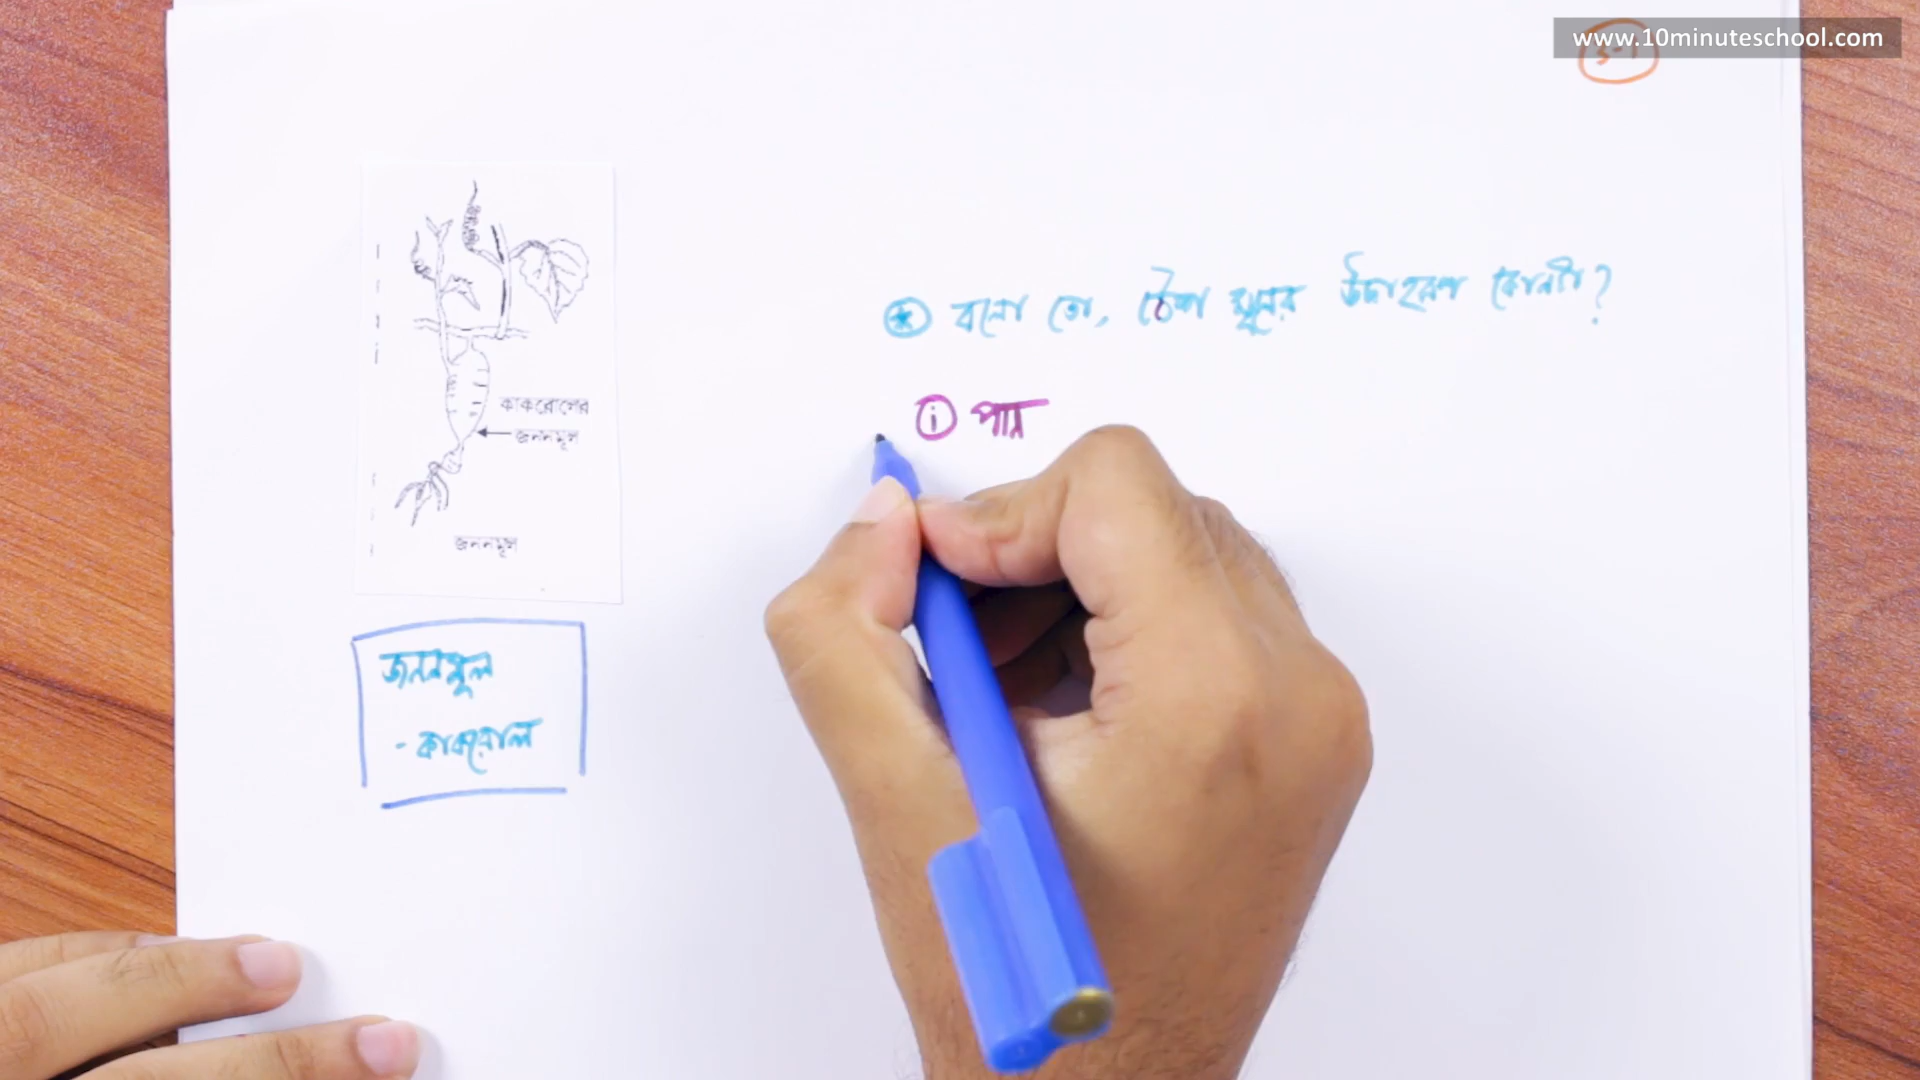 www.10minuteschool.com
কাকরোলের
জননমূল
জননমূল
জননমূল
- কাকরোল
বলো তো, ঠেশ মূলের উদাহরণ কোনটা?
i পান